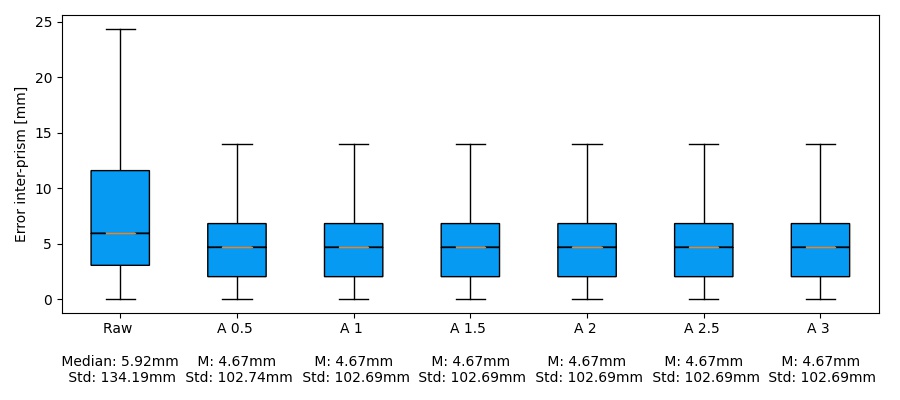 Error inter-prism [mm]
25
20
15
10
5
0
Raw A 0.5 A 1 A 1.5 A 2 A 2.5 A 3
Median: 5.92mm M: 4.67mm M: 4.67mm M: 4.67mm M: 4.67mm M: 4.67mm M: 4.67mm
Std: 134.19mm Std: 102.74mm Std: 102.69mm Std: 102.69mm Std: 102.69mm Std: 102.69mm Std: 102.69mm